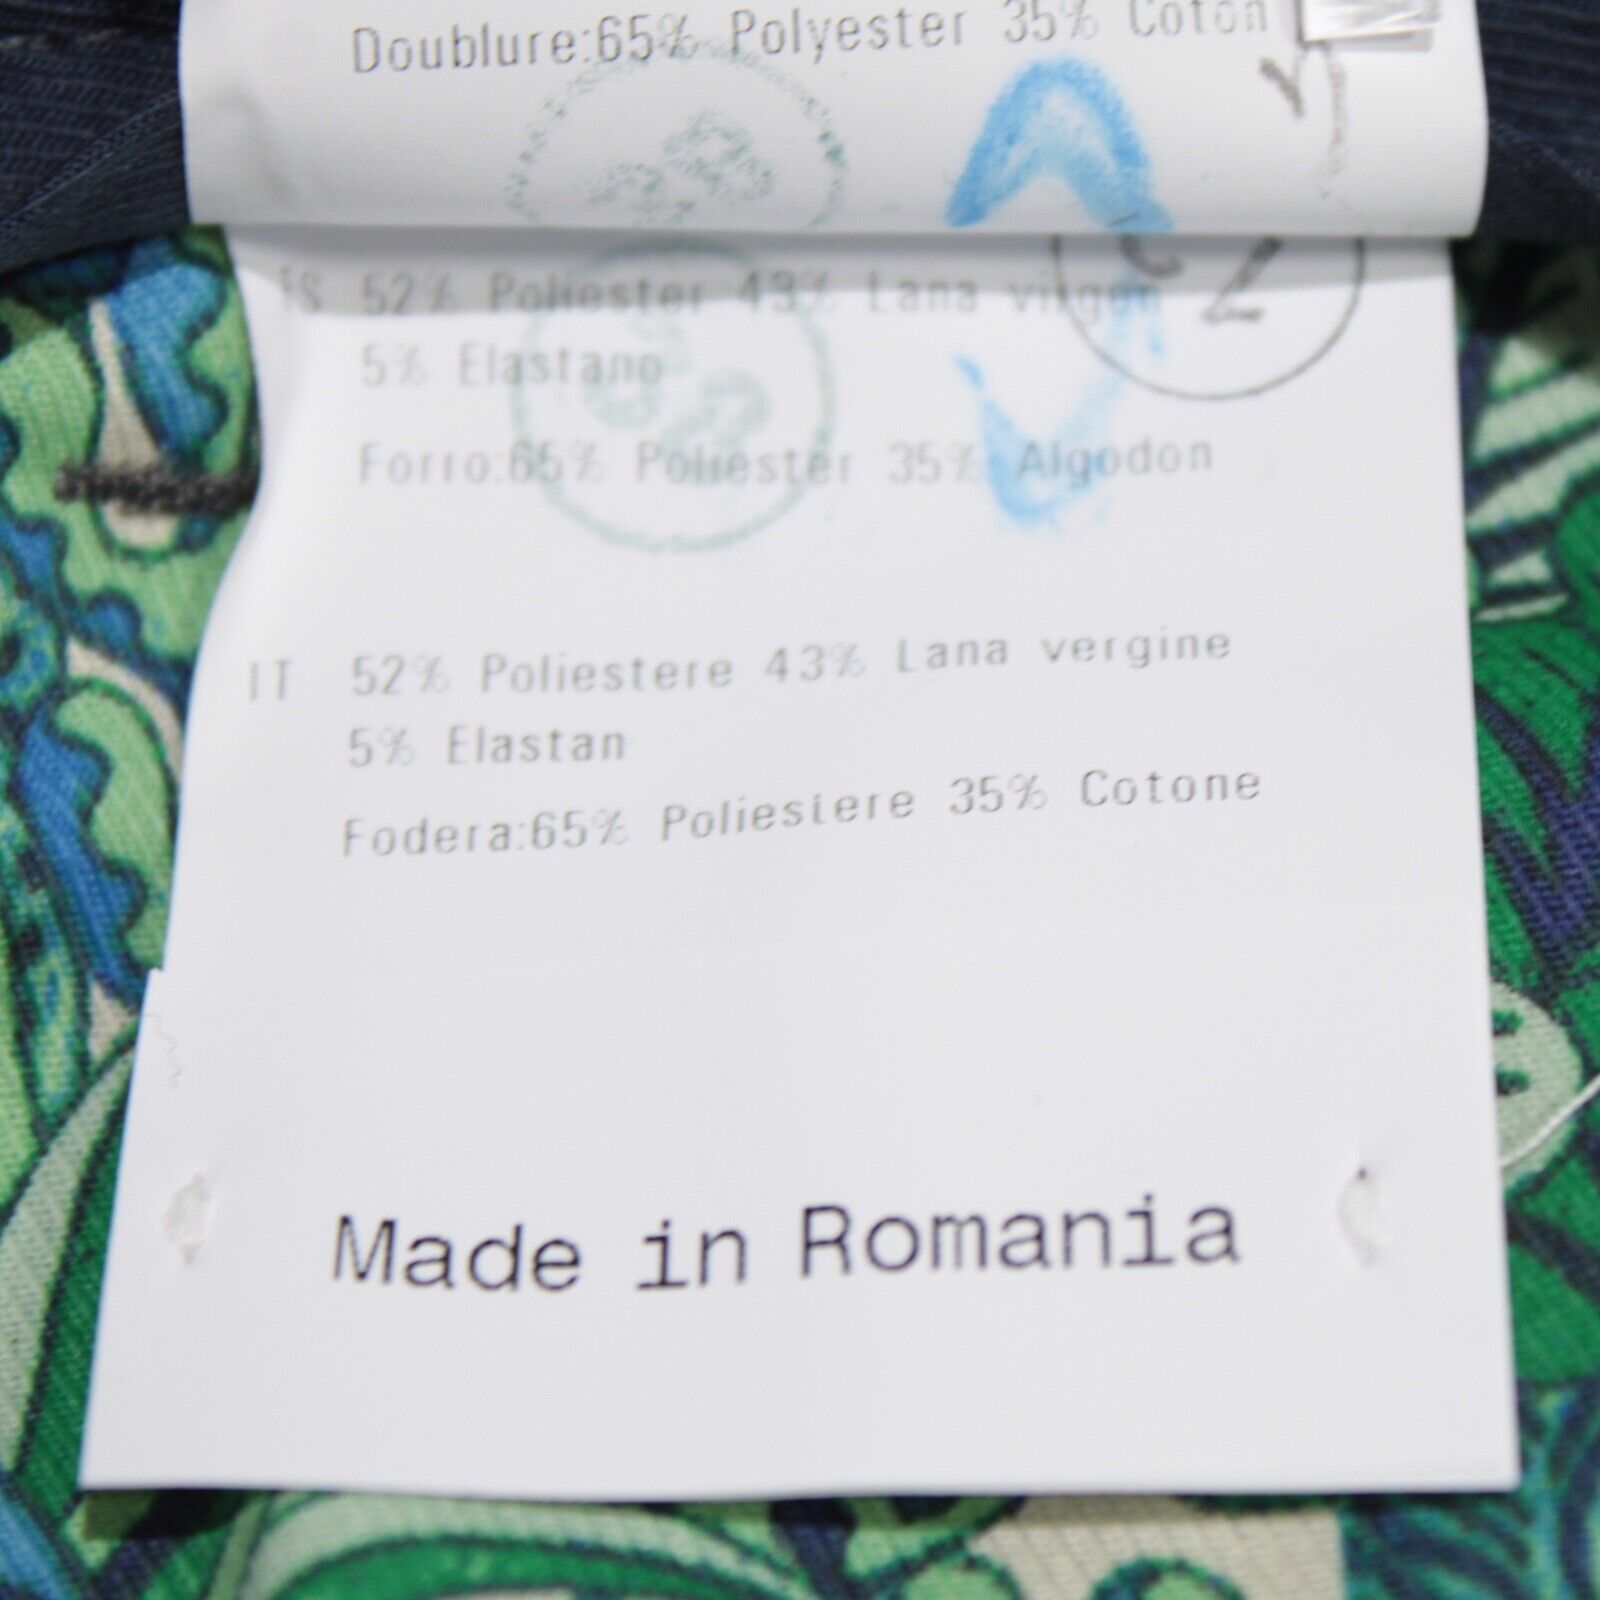 Doublure:65% Polyester 35% Coton
ES 52% Poliester 43% Lana virgen
5% Elastano
Forro:65% Poliester 35% Algodon
IT 52% Poliestere 43% Lana vergine
5% Elastan
Fodera:65% Poliestere 35% Cotone
Made in Romania